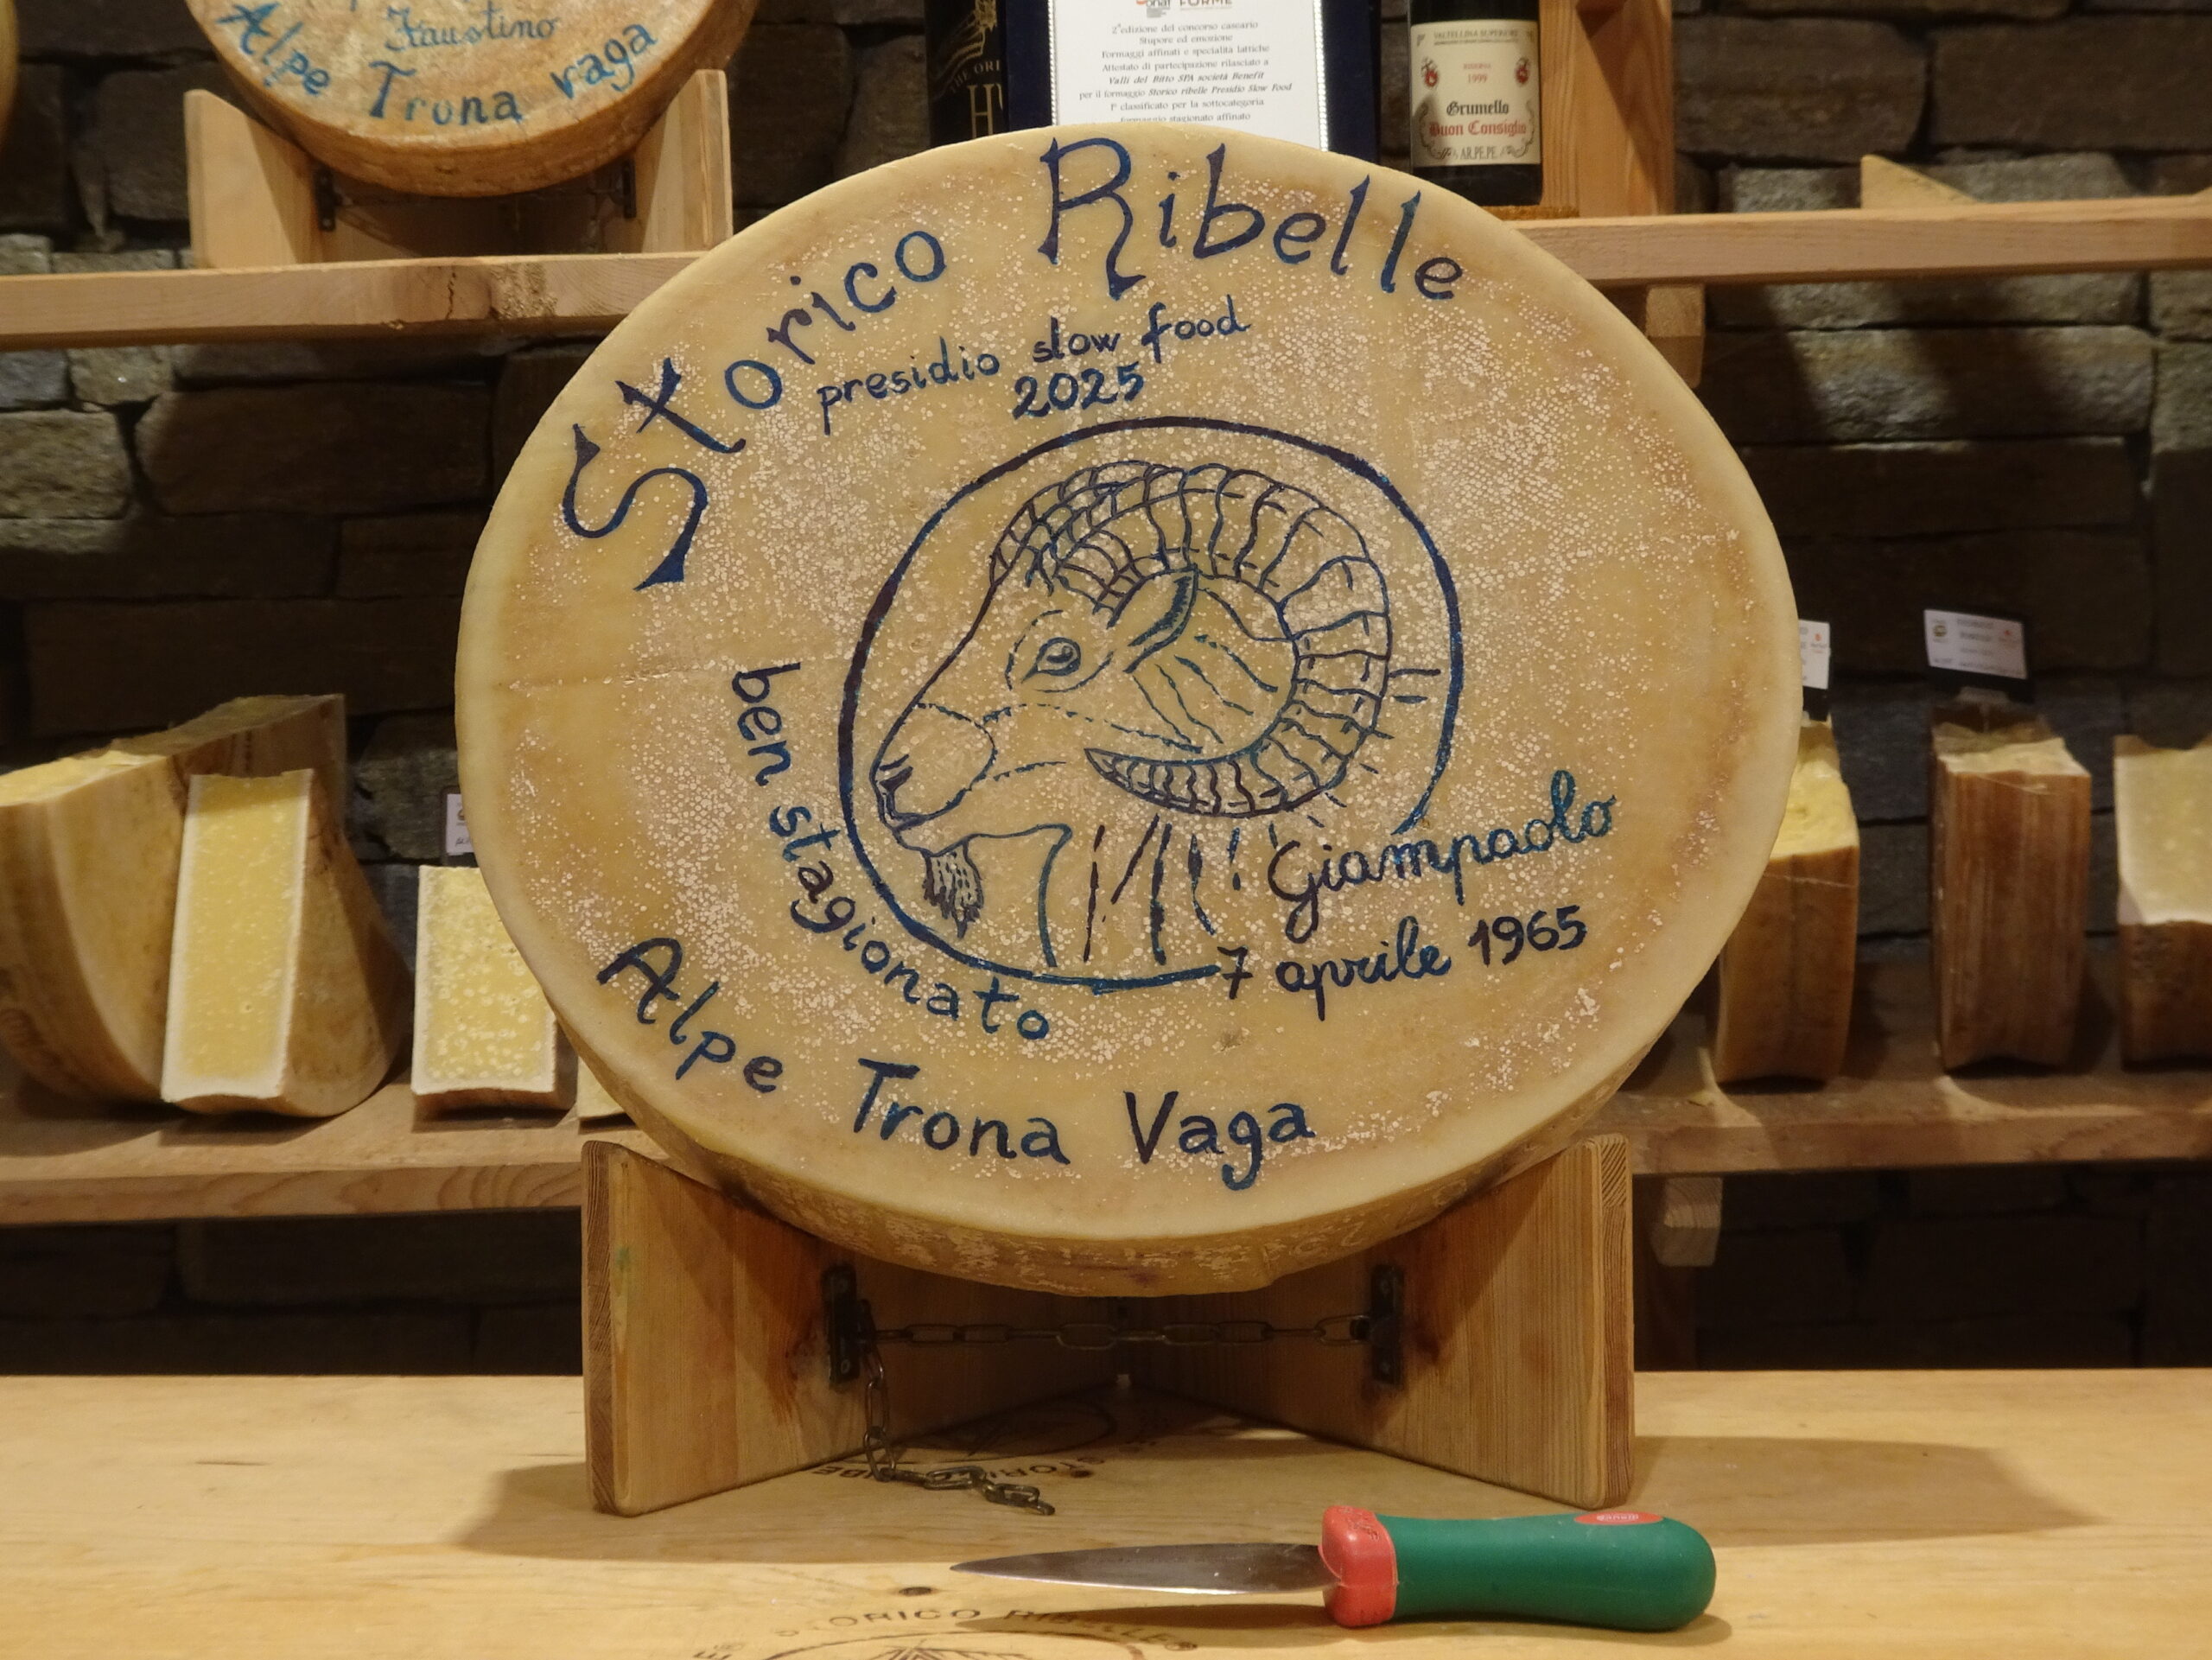 Faustino
Alpe Trona vaga
FORME
2ª edizione del concorso caseario
Stupore ed emozione
Formaggi affinati e specialità lattiche
Attestato di partecipazione rilasciato a
Valli del Bitto SPA società Benefit
per il formaggio Storico ribelle Presidio Slow Food
1° classificato per la sottocategoria
formaggio stagionato affinato
VALTELLINA SUPERIORE
RISERVA
1999
Grumello
Buon Consiglio
AR.PE.PE.
Storico Ribelle
presidio slow food
2025
ben stagionato
Giampaolo
7 aprile 1965
Alpe Trona Vaga
STORICO RIBELLE